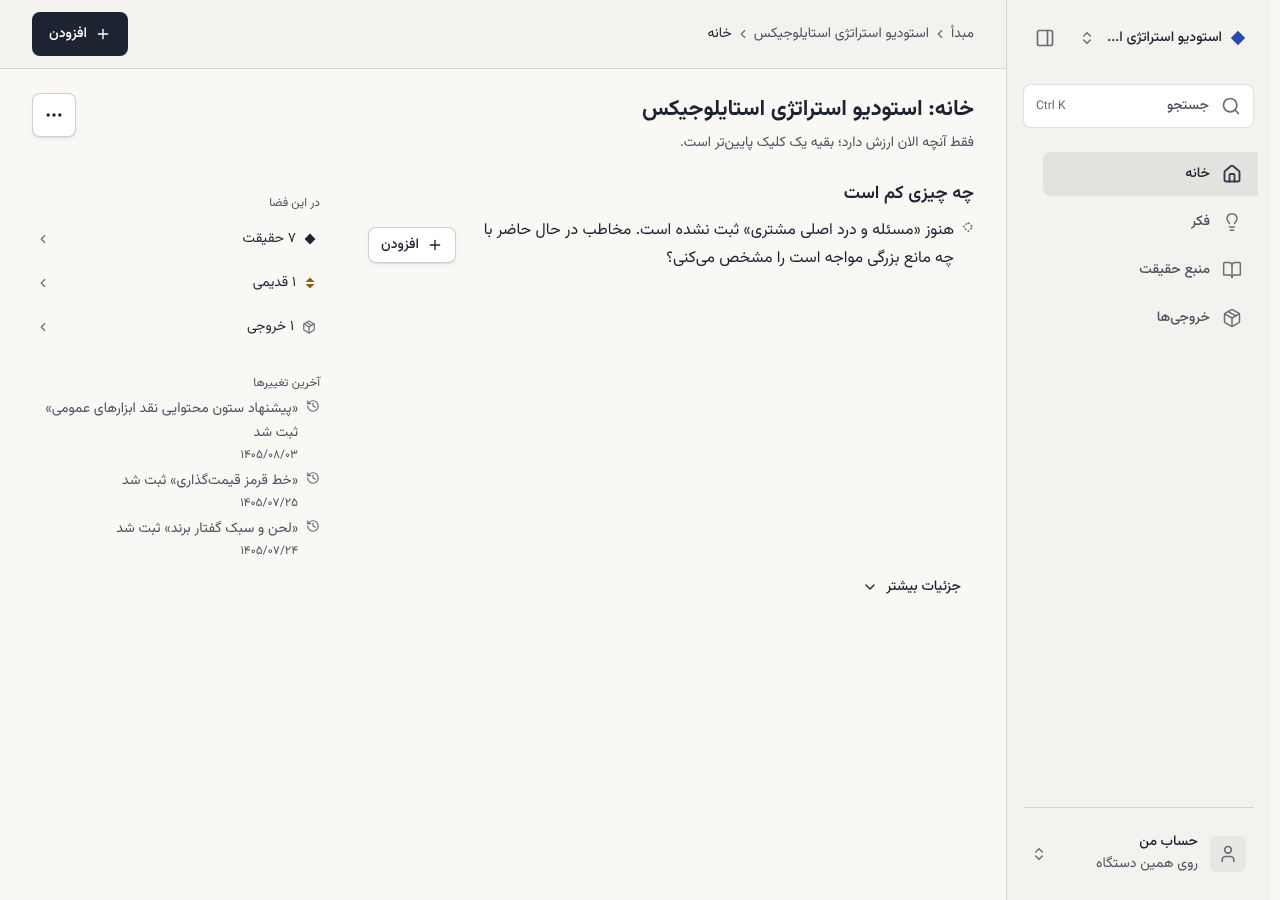 استودیو استراتژی ا...
جستجو
Ctrl K
خانه
فکر
منبع حقیقت
خروجی‌ها
حساب من
روی همین دستگاه
مبدأ
استودیو استراتژی استایلوجیکس
خانه
افزودن
خانه: استودیو استراتژی استایلوجیکس
فقط آنچه الان ارزش دارد؛ بقیه یک کلیک پایین‌تر است.
چه چیزی کم است
هنوز «مسئله و درد اصلی مشتری» ثبت نشده است. مخاطب در حال حاضر با
چه مانع بزرگی مواجه است را مشخص می‌کنی؟
افزودن
در این فضا
۷ حقیقت
۱ قدیمی
۱ خروجی
آخرین تغییرها
«پیشنهاد ستون محتوایی نقد ابزارهای عمومی»
ثبت شد
۱۴۰۵/۰۸/۰۳
«خط قرمز قیمت‌گذاری» ثبت شد
۱۴۰۵/۰۷/۲۵
«لحن و سبک گفتار برند» ثبت شد
۱۴۰۵/۰۷/۲۴
جزئیات بیشتر